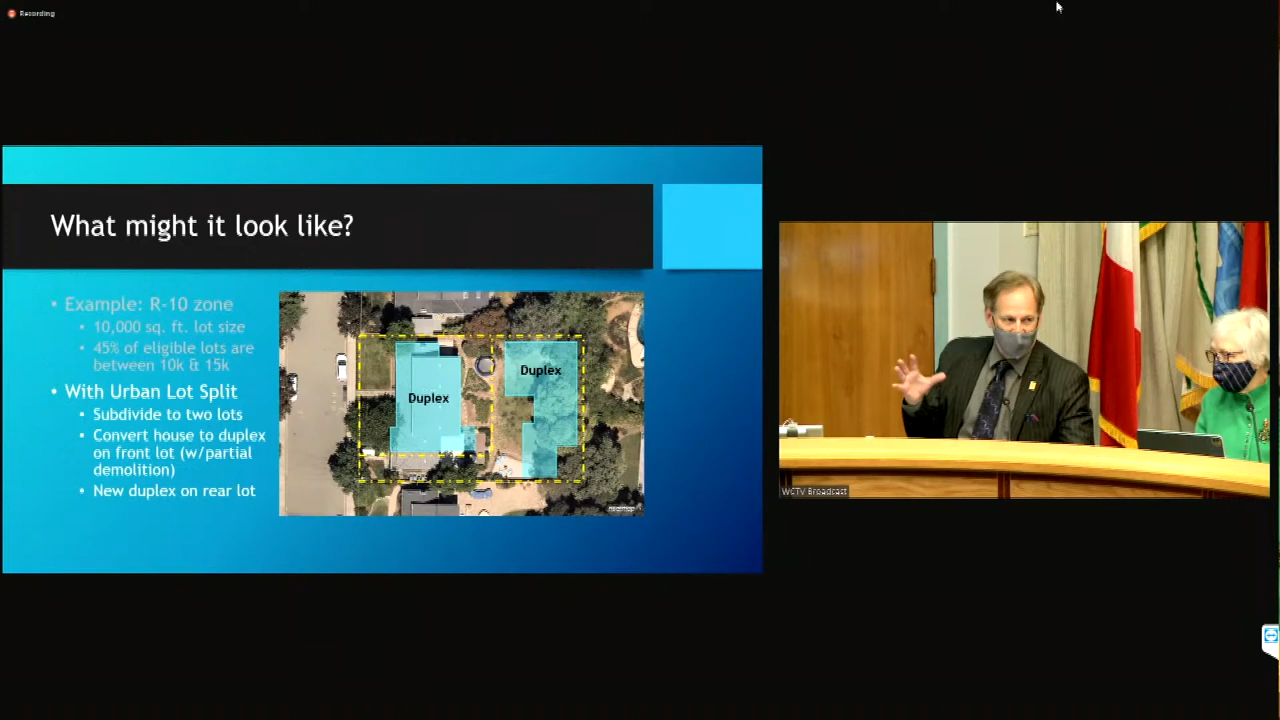 Recording
What might it look like?
• Example: R-10 zone
• 10,000 sq. ft. lot size
• 45% of eligible lots are
between 10k & 15k
• With Urban Lot Split
• Subdivide to two lots
• Convert house to duplex
on front lot (w/partial
demolition)
• New duplex on rear lot
Duplex
Duplex
nearmap
WCTV Broadcast